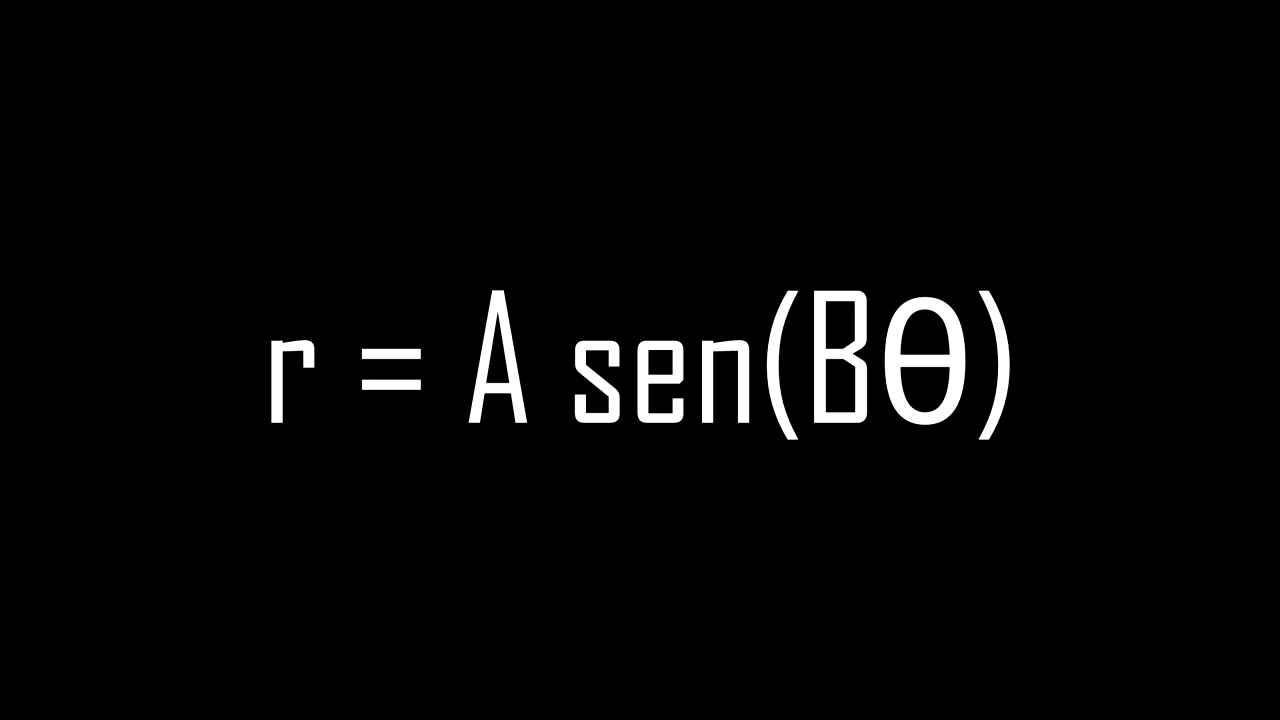 r = A sen(Bθ)